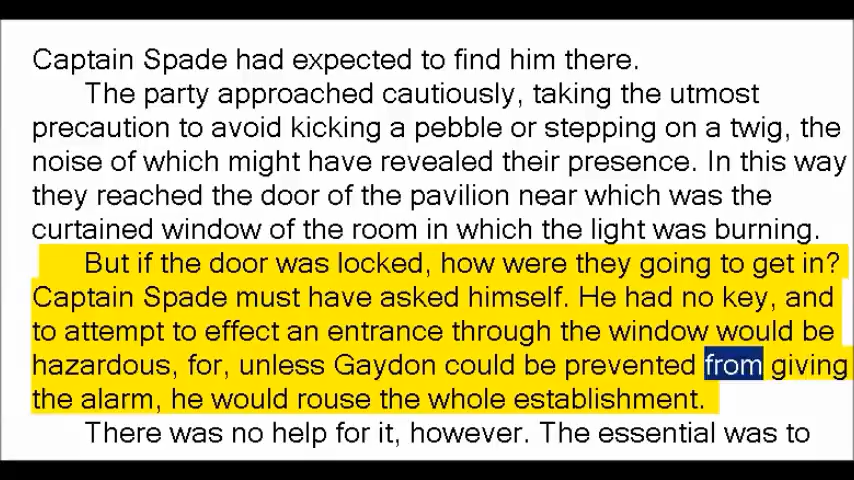 Captain Spade had expected to find him there.
The party approached cautiously, taking the utmost
precaution to avoid kicking a pebble or stepping on a twig, the
noise of which might have revealed their presence. In this way
they reached the door of the pavilion near which was the
curtained window of the room in which the light was burning.
But if the door was locked, how were they going to get in?
Captain Spade must have asked himself. He had no key, and
to attempt to effect an entrance through the window would be
hazardous, for, unless Gaydon could be prevented from giving
the alarm, he would rouse the whole establishment.
There was no help for it, however. The essential was to